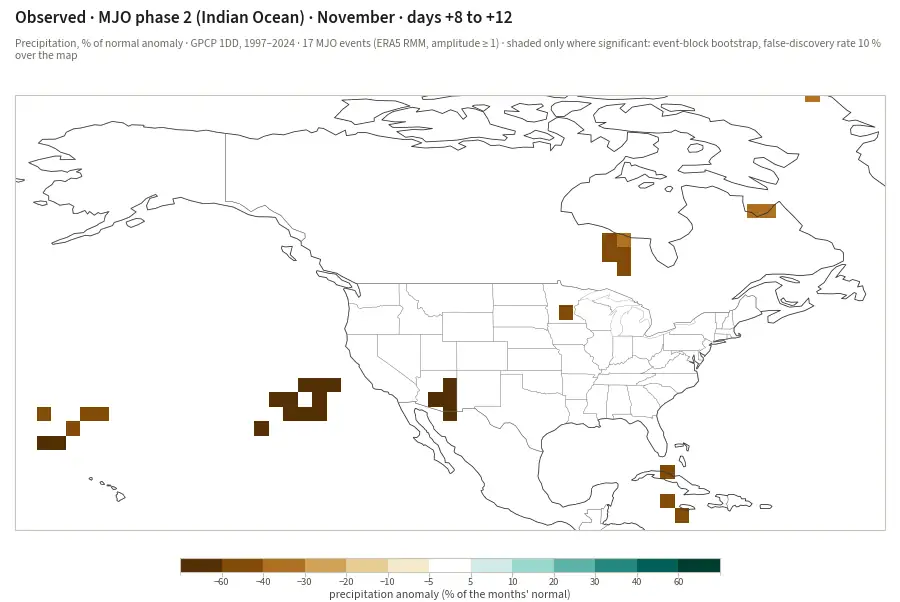 Observed · MJO phase 2 (Indian Ocean) · November · days +8 to +12
Precipitation, % of normal anomaly · GPCP 1DD, 1997–2024 · 17 MJO events (ERA5 RMM, amplitude ≥ 1) · shaded only where significant: event-block bootstrap, false-discovery rate 10 %
over the map
−60 −40 −30 −20 −10 −5 5 10 20 30 40 60
precipitation anomaly (% of the months' normal)